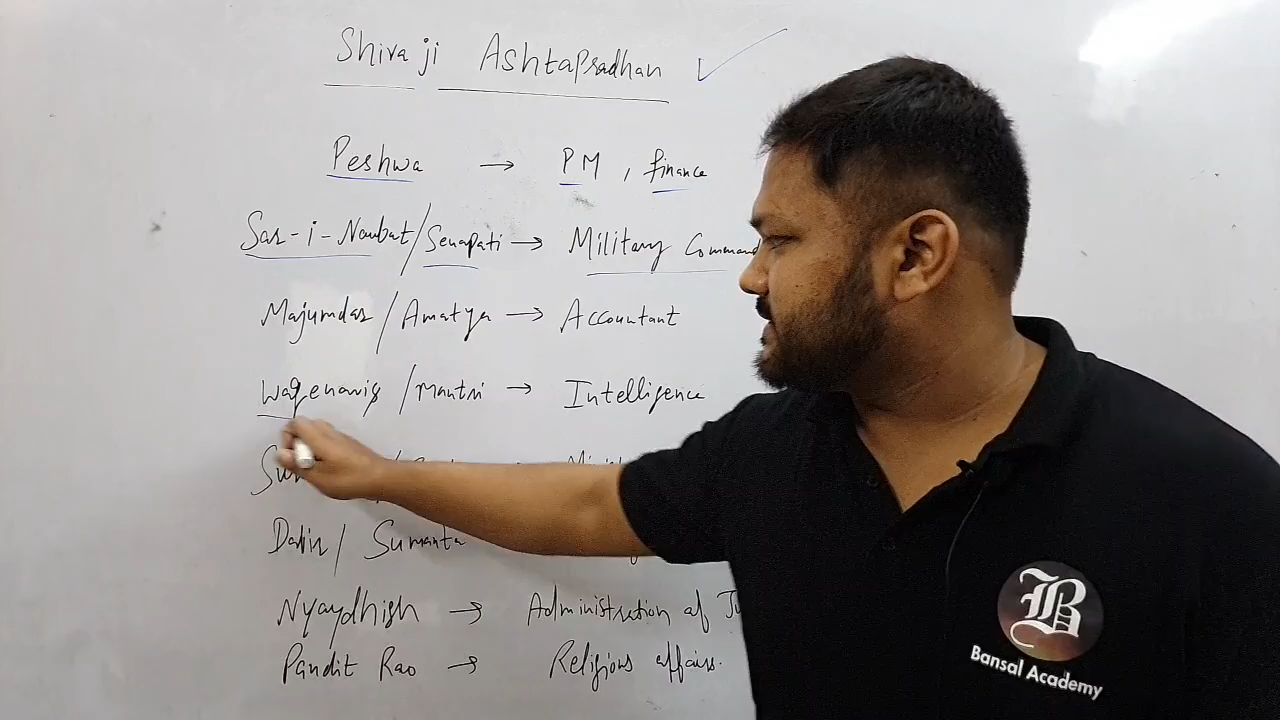 Shivaji Ashtapradhan
Peshwa → PM, finance
Sar-i-Naubat/Senapati → Military Command
Majumdar/Amatya → Accountant
Waqenavis/Mantri → Intelligence
Dabir/Sumanta
Nyaydhish → Administration of
Pandit Rao → Religious affairs.
B
Bansal Academy